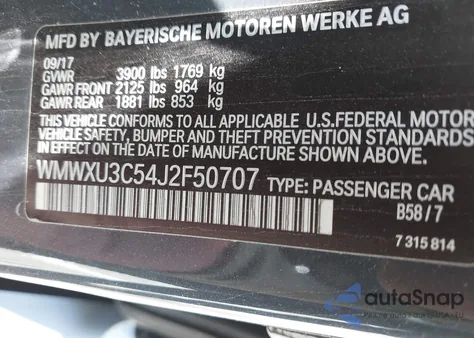 MFD BY BAYERISCHE MOTOREN WERKE AG
09/17
GVWR 3900 lbs 1769 kg
GAWR FRONT 2125 lbs 964 kg
GAWR REAR 1881 lbs 853 kg
THIS VEHICLE CONFORMS TO ALL APPLICABLE U.S.FEDERAL MOTOR
VEHICLE SAFETY, BUMPER AND THEFT PREVENTION STANDARDS
IN EFFECT ON THE DATE OF MANUFACTURE SHOWN ABOVE.
WMWXU3C54J2F50707 TYPE: PASSENGER CAR
B58 / 7
7 315 814
autoSnap